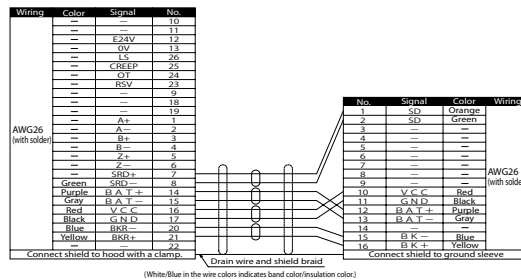 Wiring Color Signal No.
— — 10
— — 11
— E24V 12
— 0V 13
— LS 26
— CREEP 25
— OT 24
— RSV 23
— — 9
— — 18
— — 19
— A+ 1
— A— 2
— B+ 3
— B— 4
— Z+ 5
— Z— 6
— SRD+ 7
Green SRD— 8
Purple BAT+ 14
Gray BAT— 15
Red VCC 16
Black GND 17
Blue BKR— 20
Yellow BKR+ 21
— — 22
AWG26
(with solder)
Connect shield to hood with a clamp.
No. Signal Color Wiring
1 SD Orange
2 SD Green
3 — —
4 — —
5 — —
6 — —
7 — —
8 — —
9 — —
10 VCC Red
11 GND Black
12 BAT+ Purple
13 BAT— Gray
14 — —
15 BK— Blue
16 BK+ Yellow
AWG26
(with solde
Connect shield to ground sleeve
Drain wire and shield braid
(White/Blue in the wire colors indicates band color/insulation color.)